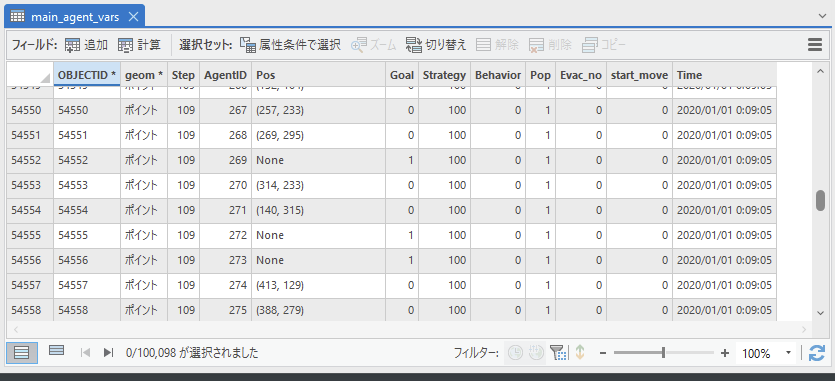 main_agent_vars
フィールド: 追加 計算 選択セット: 属性条件で選択 ズーム 切り替え 解除 削除 コピー
OBJECTID * geom * Step AgentID Pos Goal Strategy Behavior Pop Evac_no start_move Time
54550 54550 ポイント 109 267 (257, 233) 0 100 0 1 0 0 2020/01/01 0:09:05
54551 54551 ポイント 109 268 (269, 295) 0 100 0 1 0 0 2020/01/01 0:09:05
54552 54552 ポイント 109 269 None 1 100 0 1 0 0 2020/01/01 0:09:05
54553 54553 ポイント 109 270 (314, 233) 0 100 0 1 0 0 2020/01/01 0:09:05
54554 54554 ポイント 109 271 (140, 315) 0 100 0 1 0 0 2020/01/01 0:09:05
54555 54555 ポイント 109 272 None 1 100 0 1 0 0 2020/01/01 0:09:05
54556 54556 ポイント 109 273 None 1 100 0 1 0 0 2020/01/01 0:09:05
54557 54557 ポイント 109 274 (413, 129) 0 100 0 1 0 0 2020/01/01 0:09:05
54558 54558 ポイント 109 275 (388, 279) 0 100 0 1 0 0 2020/01/01 0:09:05
0/100,098 が選択されました フィルター: 100%